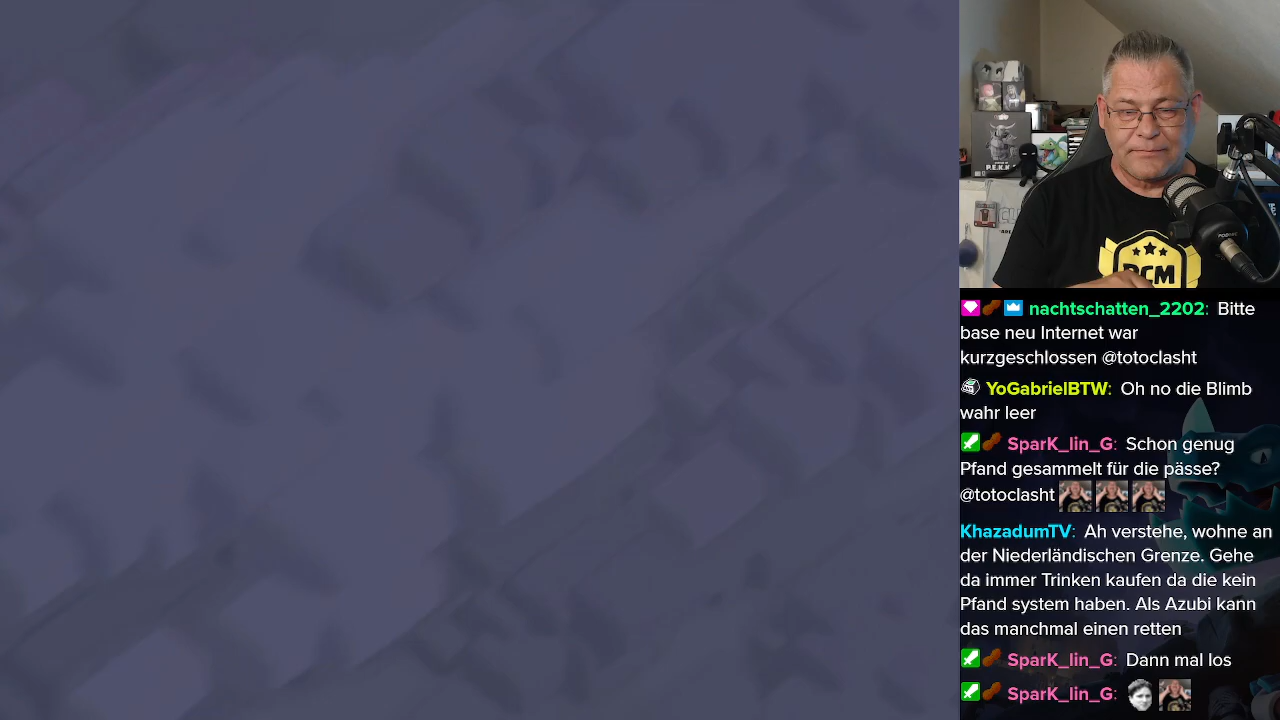 P.E.K.K
BCM
nachtschatten_2202: Bitte
base neu Internet war
kurzgeschlossen @totoclasht
YoGabrielBTW: Oh no die Blimb
wahr leer
SparK_lin_G: Schon genug
Pfand gesammelt für die pässe?
@totoclasht
KhazadumTV: Ah verstehe, wohne an
der Niederländischen Grenze. Gehe
da immer Trinken kaufen da die kein
Pfand system haben. Als Azubi kann
das manchmal einen retten
SparK_lin_G: Dann mal los
SparK_lin_G: